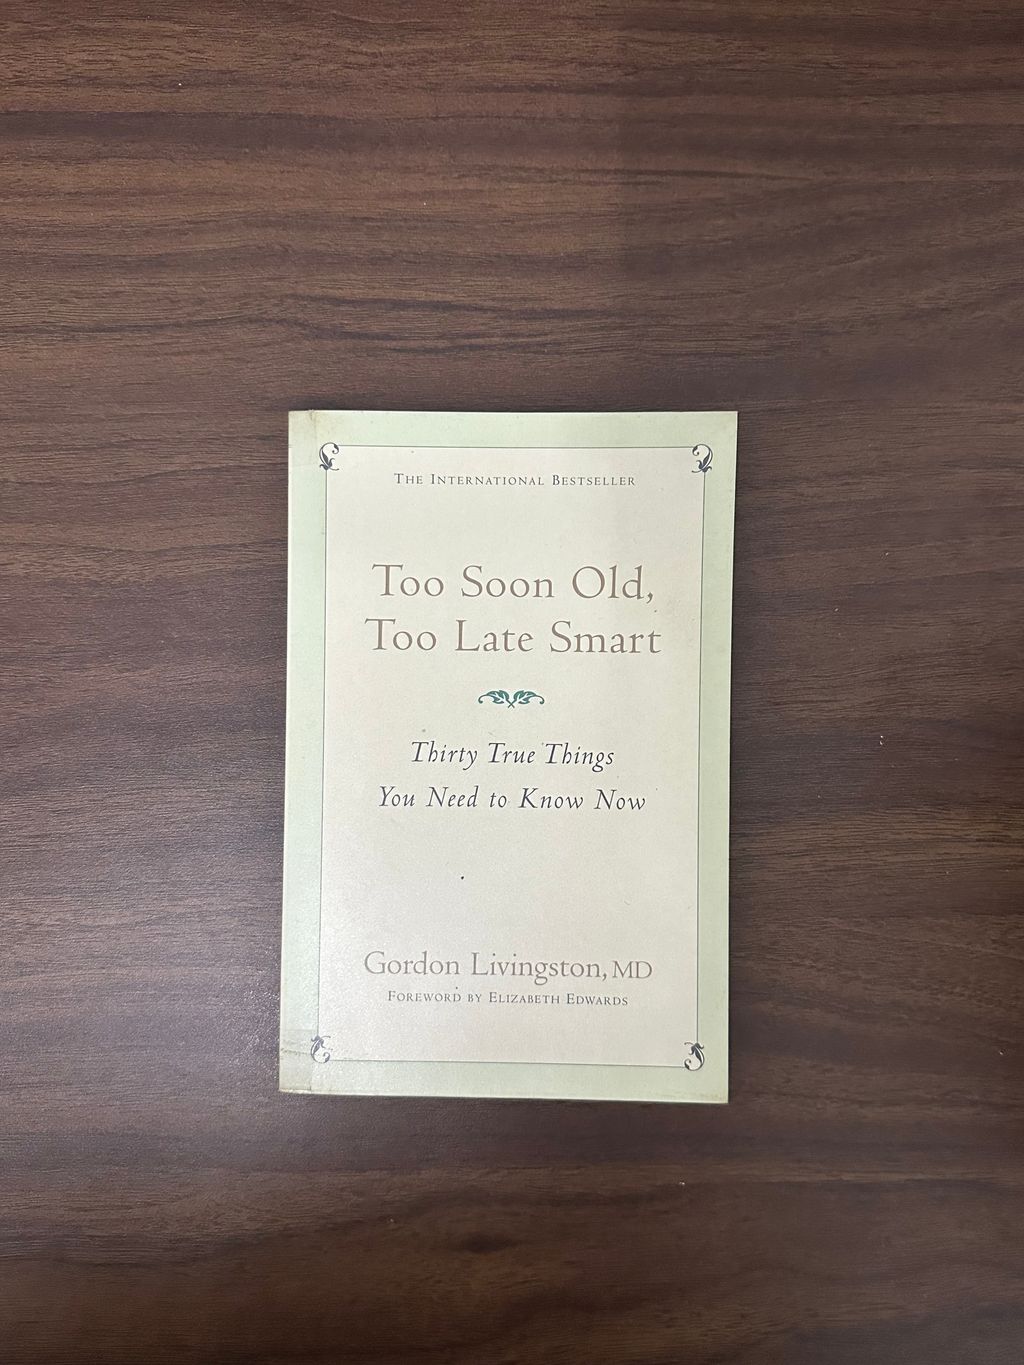 The International Bestseller
Too Soon Old,
Too Late Smart
Thirty True Things
You Need to Know Now
Gordon Livingston, MD
Foreword by Elizabeth Edwards